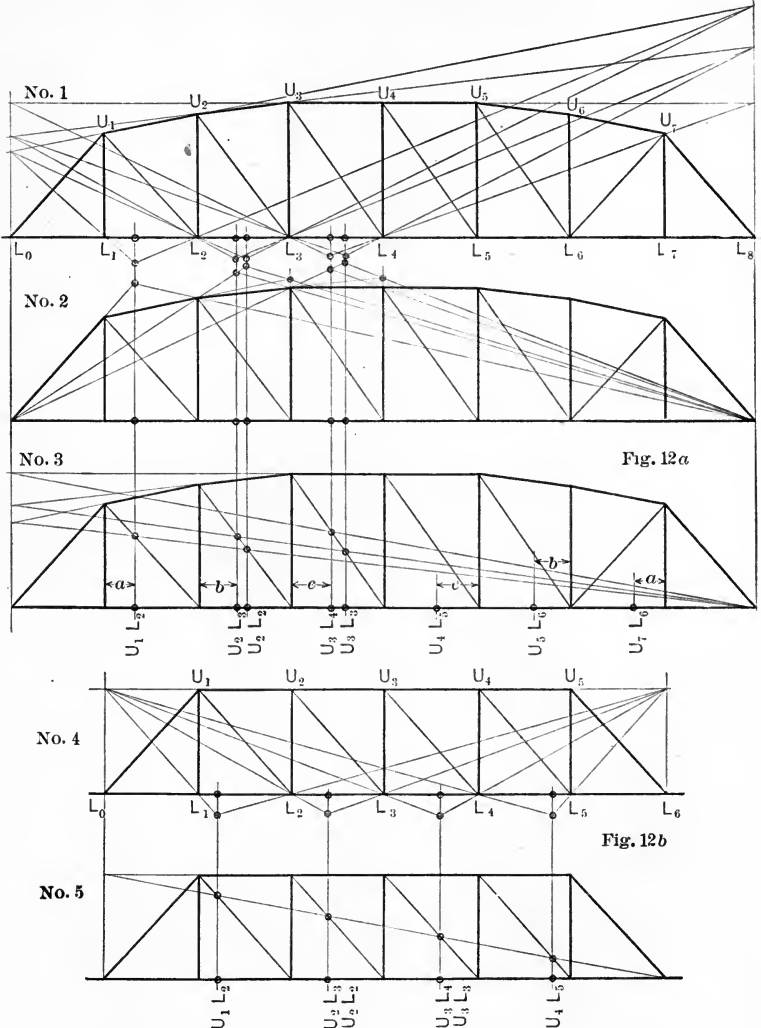 No. 1
U₁
U₂
U₃
U₄
U₅
U₆
U₇
L₀
L₁
L₂
L₃
L₄
L₅
L₆
L₇
L₈
No. 2
No. 3
Fig. 12a
a
b
c
c
b
a
U₁ L₂
U₂ L₃
U₂ L₂
U₃ L₄
U₃ L₃
U₄ L₅
U₅ L₆
U₇ L₆
No. 4
U₁
U₂
U₃
U₄
U₅
L₀
L₁
L₂
L₃
L₄
L₅
L₆
Fig. 12b
No. 5
U₁ L₂
U₂ L₃
U₂ L₂
U₃ L₄
U₃ L₃
U₄ L₅